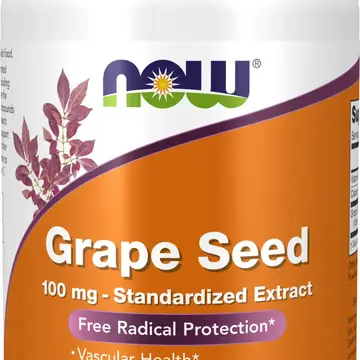 now®
Grape Seed
100 mg - Standardized Extract
Free Radical Protection*
• Vascular Health*